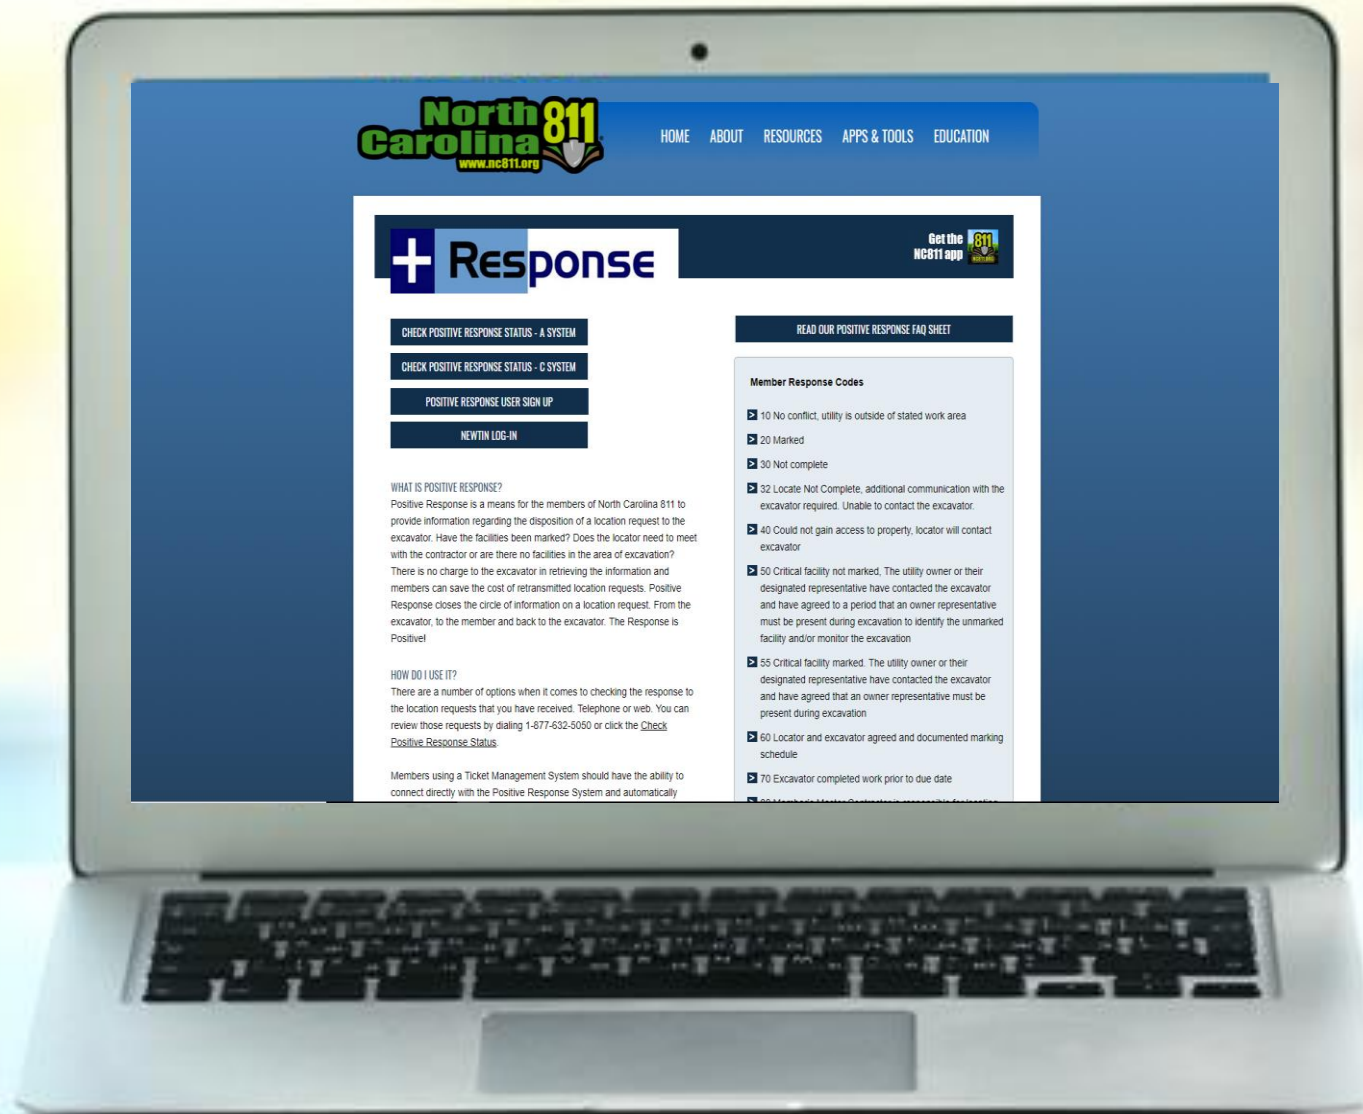 North
Carolina 811
www.nc811.org
HOME ABOUT RESOURCES APPS & TOOLS EDUCATION
+ Response
Get the
NC811 app
811
CHECK POSITIVE RESPONSE STATUS - A SYSTEM
CHECK POSITIVE RESPONSE STATUS - C SYSTEM
POSITIVE RESPONSE USER SIGN UP
NEWTIN LOG-IN
WHAT IS POSITIVE RESPONSE?
Positive Response is a means for the members of North Carolina 811 to
provide information regarding the disposition of a location request to the
excavator. Have the facilities been marked? Does the locator need to meet
with the contractor or are there no facilities in the area of excavation?
There is no charge to the excavator in retrieving the information and
members can save the cost of retransmitted location requests. Positive
Response closes the circle of information on a location request. From the
excavator, to the member and back to the excavator. The Response is
Positive!
HOW DO I USE IT?
There are a number of options when it comes to checking the response to
the location requests that you have received. Telephone or web. You can
review those requests by dialing 1-877-632-5050 or click the Check
Positive Response Status.
Members using a Ticket Management System should have the ability to
connect directly with the Positive Response System and automatically
READ OUR POSITIVE RESPONSE FAQ SHEET
Member Response Codes
10 No conflict, utility is outside of stated work area
20 Marked
30 Not complete
32 Locate Not Complete, additional communication with the
excavator required. Unable to contact the excavator.
40 Could not gain access to property, locator will contact
excavator
50 Critical facility not marked, The utility owner or their
designated representative have contacted the excavator
and have agreed to a period that an owner representative
must be present during excavation to identify the unmarked
facility and/or monitor the excavation
55 Critical facility marked. The utility owner or their
designated representative have contacted the excavator
and have agreed that an owner representative must be
present during excavation
60 Locator and excavator agreed and documented marking
schedule
70 Excavator completed work prior to due date